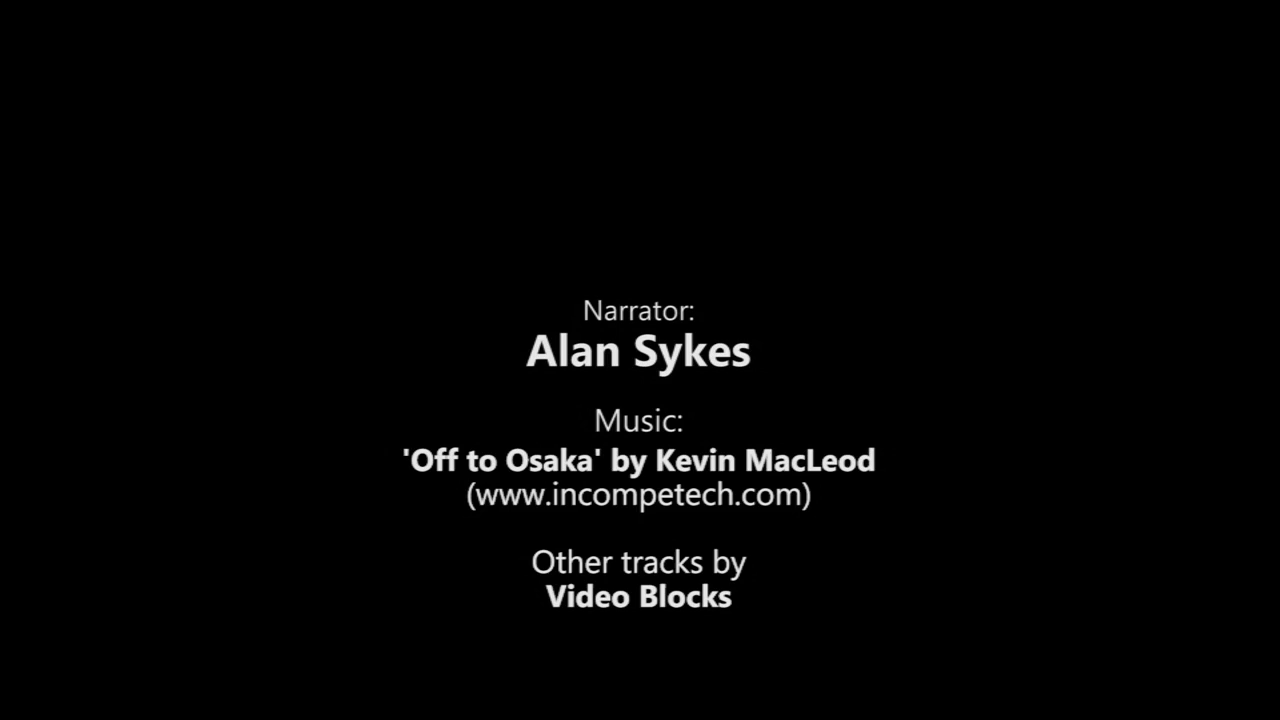 Narrator:
Alan Sykes
Music:
'Off to Osaka' by Kevin MacLeod
(www.incompetech.com)
Other tracks by
Video Blocks